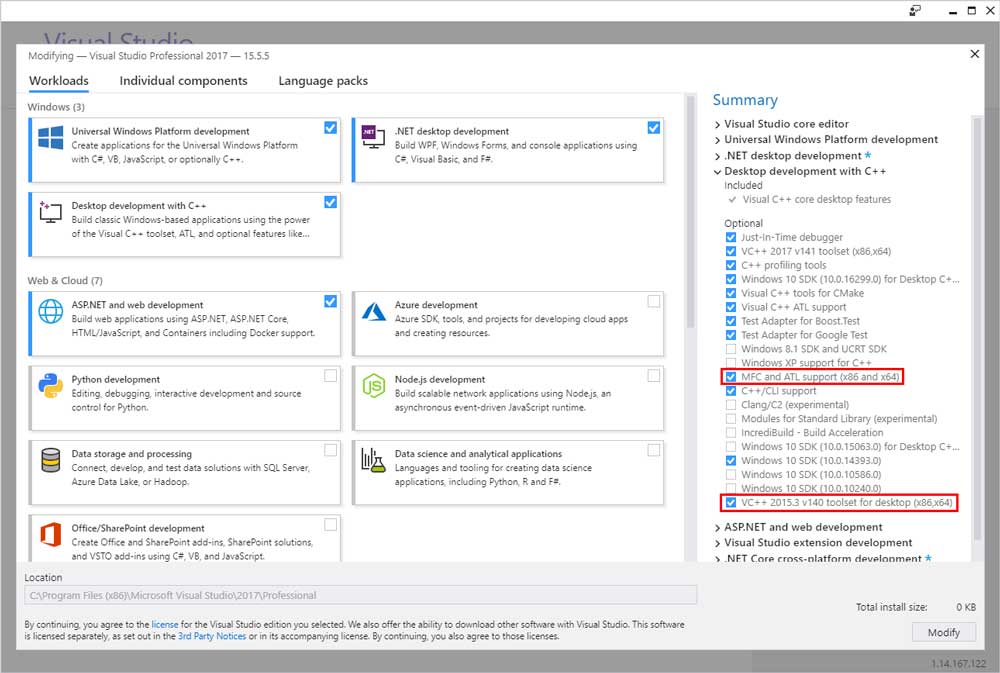 Visual Studio
Modifying — Visual Studio Professional 2017 — 15.5.5
Workloads
Individual components
Language packs
Windows (3)
Universal Windows Platform development
Create applications for the Universal Windows Platform
with C#, VB, JavaScript, or optionally C++.
.NET
.NET desktop development
Build WPF, Windows Forms, and console applications using
C#, Visual Basic, and F#.
Desktop development with C++
Build classic Windows-based applications using the power
of the Visual C++ toolset, ATL, and optional features like...
Web & Cloud (7)
ASP.NET and web development
Build web applications using ASP.NET, ASP.NET Core,
HTML/JavaScript, and Containers including Docker support.
Azure development
Azure SDK, tools, and projects for developing cloud apps
and creating resources.
Python development
Editing, debugging, interactive development and source
control for Python.
Node.js development
Build scalable network applications using Node.js, an
asynchronous event-driven JavaScript runtime.
Data storage and processing
Connect, develop, and test data solutions with SQL Server,
Azure Data Lake, or Hadoop.
Data science and analytical applications
Languages and tooling for creating data science
applications, including Python, R and F#.
Office/SharePoint development
Create Office and SharePoint add-ins, SharePoint solutions,
and VSTO add-ins using C#, VB, and JavaScript.
Summary
Visual Studio core editor
Universal Windows Platform development
.NET desktop development *
Desktop development with C++
Included
Visual C++ core desktop features
Optional
Just-In-Time debugger
VC++ 2017 v141 toolset (x86,x64)
C++ profiling tools
Windows 10 SDK (10.0.16299.0) for Desktop C+...
Visual C++ tools for CMake
Visual C++ ATL support
Test Adapter for Boost.Test
Test Adapter for Google Test
Windows 8.1 SDK and UCRT SDK
Windows XP support for C++
MFC and ATL support (x86 and x64)
C++/CLI support
Clang/C2 (experimental)
Modules for Standard Library (experimental)
IncrediBuild - Build Acceleration
Windows 10 SDK (10.0.15063.0) for Desktop C+...
Windows 10 SDK (10.0.14393.0)
Windows 10 SDK (10.0.10586.0)
Windows 10 SDK (10.0.10240.0)
VC++ 2015.3 v140 toolset for desktop (x86,x64)
ASP.NET and web development
Visual Studio extension development
.NET Core cross-platform development *
Location
C:\Program Files (x86)\Microsoft Visual Studio\2017\Professional
By continuing, you agree to the license for the Visual Studio edition you selected. We also offer the ability to download other software with Visual Studio. This software
is licensed separately, as set out in the 3rd Party Notices or in its accompanying license. By continuing, you also agree to those licenses.
Total install size: 0 KB
Modify
1.14.167.122